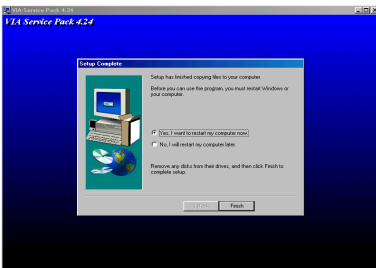 VIA Service Pack 4.24
VIA Service Pack 4.24
Setup Complete
Setup has finished copying files to your computer.
Before you can use the program, you must restart Windows or
your computer.
Yes, I want to restart my computer now.
No, I will restart my computer later.
Remove any disks from their drives, and then click Finish to
complete setup.
< Back
Finish